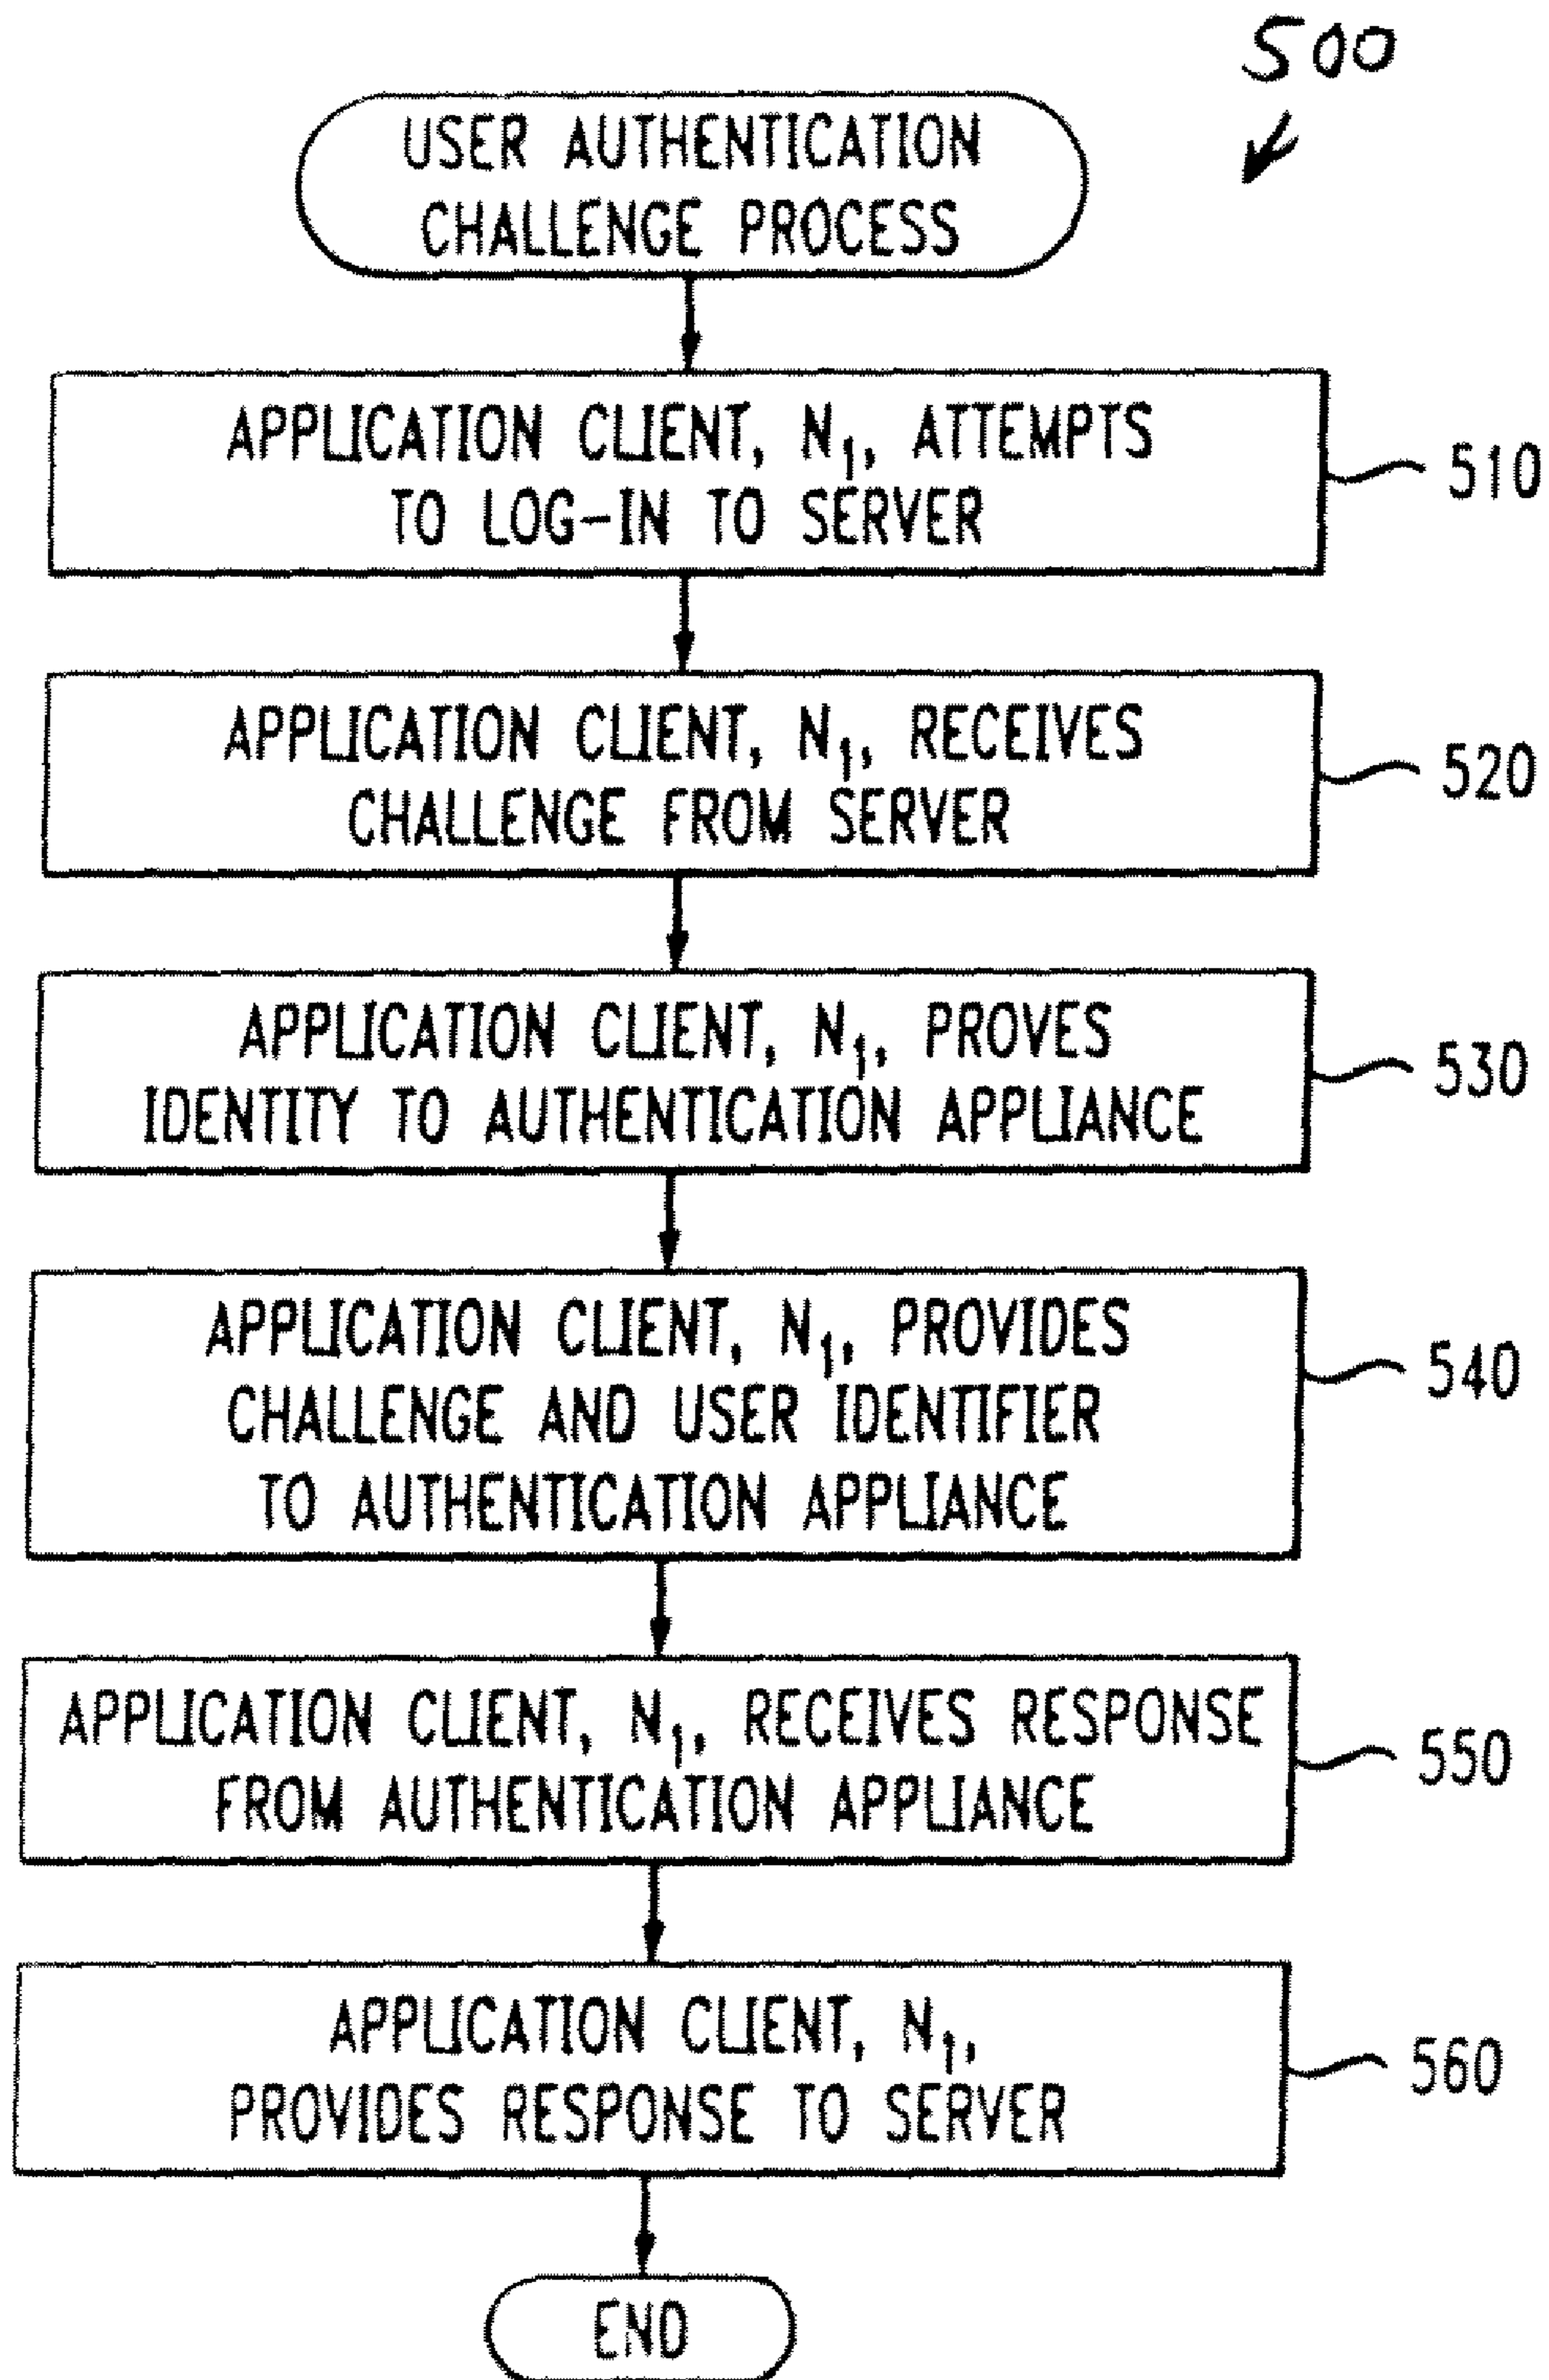 500
USER AUTHENTICATION
CHALLENGE PROCESS
APPLICATION CLIENT, N₁, ATTEMPTS
TO LOG-IN TO SERVER
510
APPLICATION CLIENT, N₁, RECEIVES
CHALLENGE FROM SERVER
520
APPLICATION CLIENT, N₁, PROVES
IDENTITY TO AUTHENTICATION APPLIANCE
530
APPLICATION CLIENT, N₁, PROVIDES
CHALLENGE AND USER IDENTIFIER
TO AUTHENTICATION APPLIANCE
540
APPLICATION CLIENT, N₁, RECEIVES RESPONSE
FROM AUTHENTICATION APPLIANCE
550
APPLICATION CLIENT, N₁,
PROVIDES RESPONSE TO SERVER
560
END